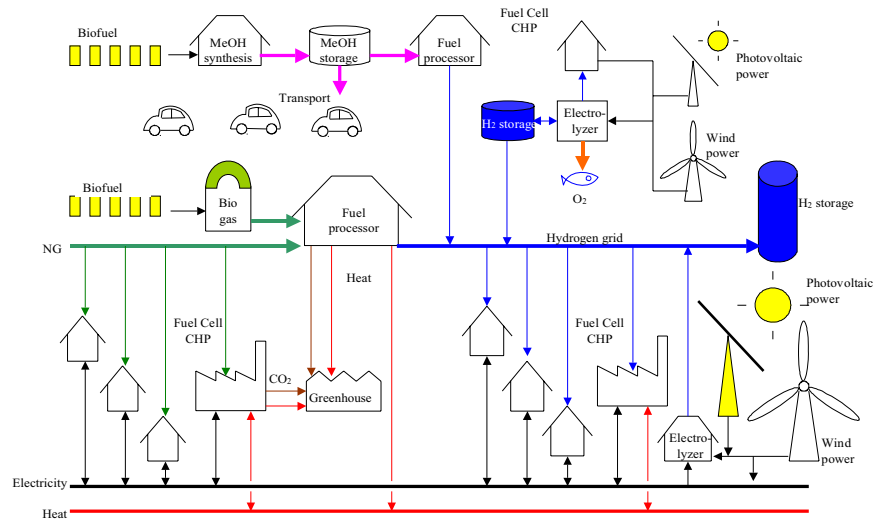 Biofuel
MeOH
synthesis
MeOH
storage
Fuel
processor
Fuel Cell
CHP
Photovoltaic
power
Transport
H2 storage
Electro-
lyzer
Wind
power
O2
Biofuel
Bio
gas
Fuel
processor
H2 storage
NG
Hydrogen grid
Heat
Photovoltaic
power
Fuel Cell
CHP
Fuel Cell
CHP
CO2
Greenhouse
Electro-
lyzer
Wind
power
Electricity
Heat